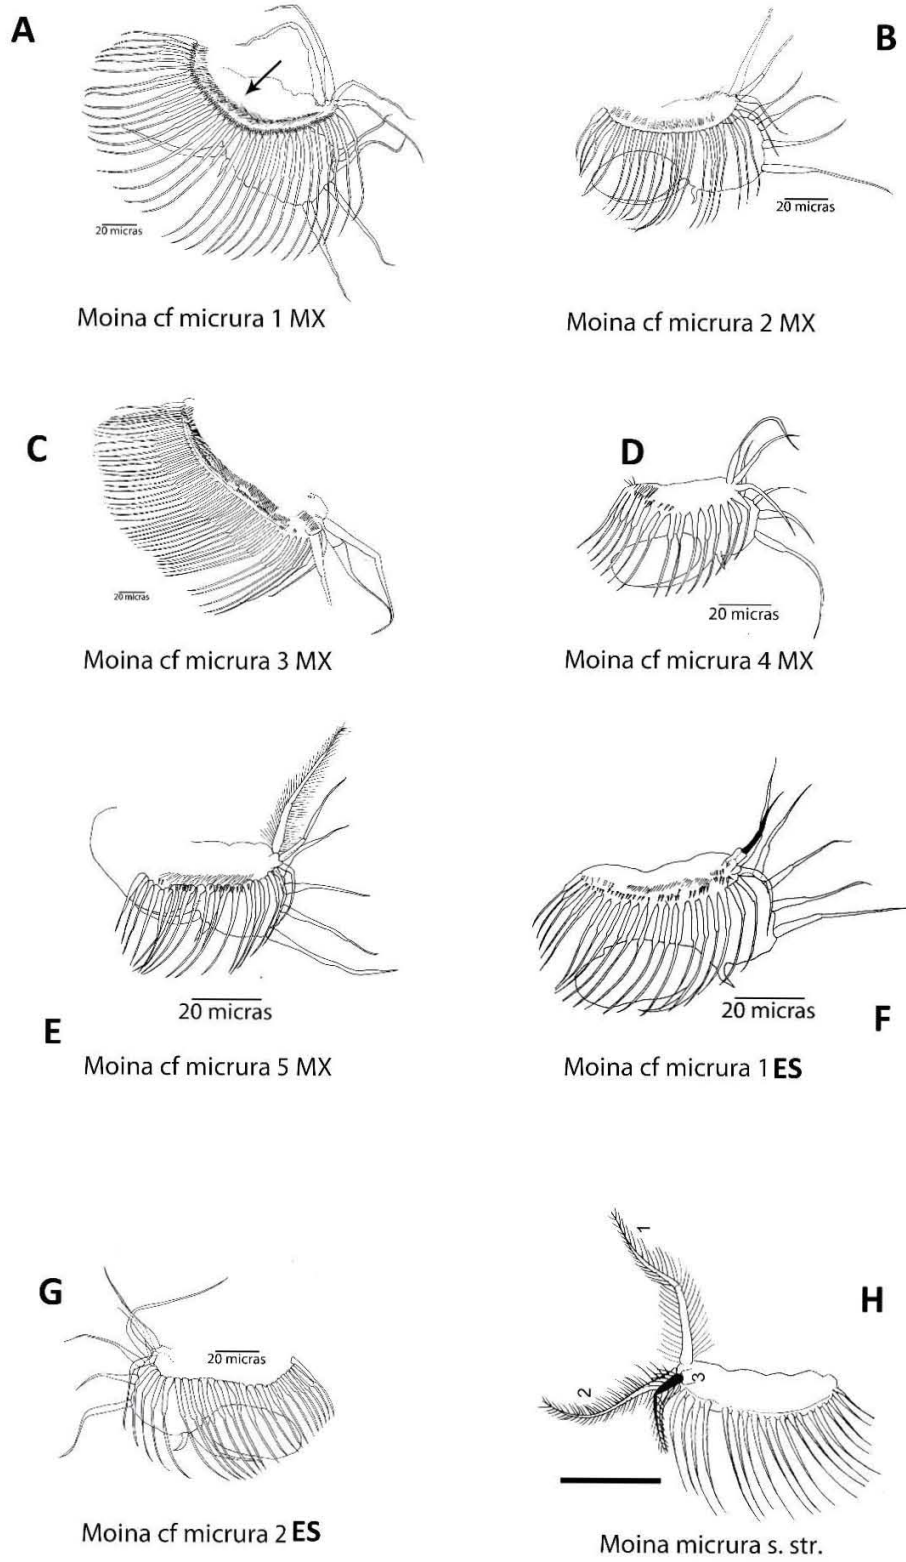 A
B
20 micras
20 micras
Moina cf micrura 1 MX
Moina cf micrura 2 MX
C
D
20 micras
20 micras
Moina cf micrura 3 MX
Moina cf micrura 4 MX
20 micras
20 micras
E
F
Moina cf micrura 5 MX
Moina cf micrura 1 ES
G
H
1
20 micras
2
3
Moina cf micrura 2 ES
Moina micrura s. str.